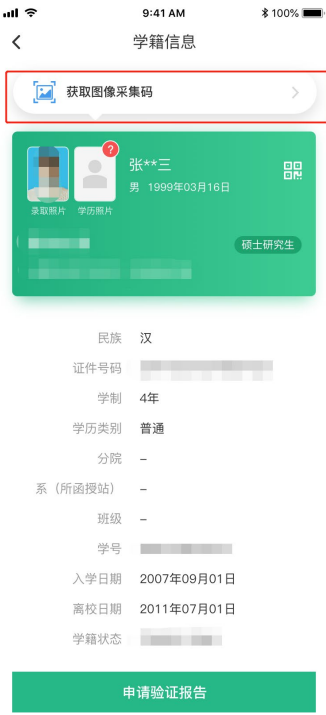 9:41 AM 100%
学籍信息
获取图像采集码
?
张**三
男 1999年03月16日
录取照片 学历照片
硕士研究生
民族 汉
证件号码
学制 4年
学历类别 普通
分院 –
系（所函授站） –
班级 –
学号
入学日期 2007年09月01日
离校日期 2011年07月01日
学籍状态
申请验证报告